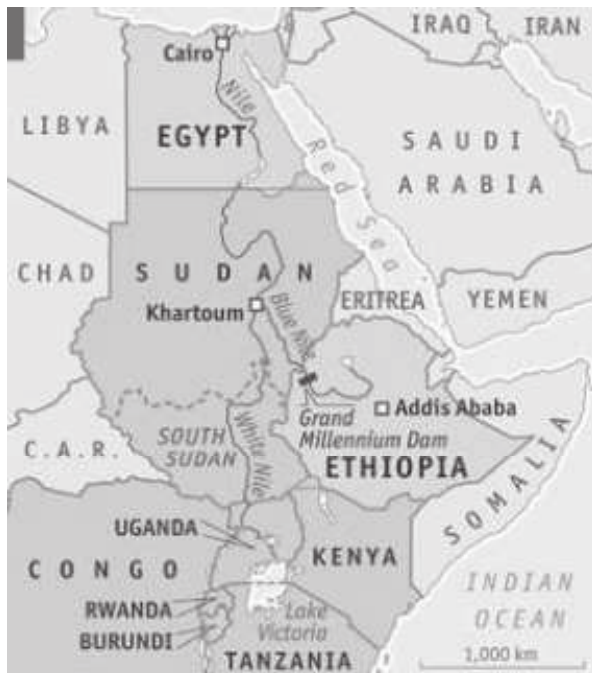 IRAQ
IRAN
Cairo
Nile
LIBYA
EGYPT
SAUDI
ARABIA
Red Sea
CHAD
SUDAN
ERITREA
YEMEN
Khartoum
Blue Nile
Addis Ababa
Grand
Millennium Dam
SOUTH
SUDAN
White Nile
C.A.R.
ETHIOPIA
SOMALIA
UGANDA
KENYA
CONGO
INDIAN
OCEAN
RWANDA
Lake
Victoria
BURUNDI
TANZANIA
1,000 km